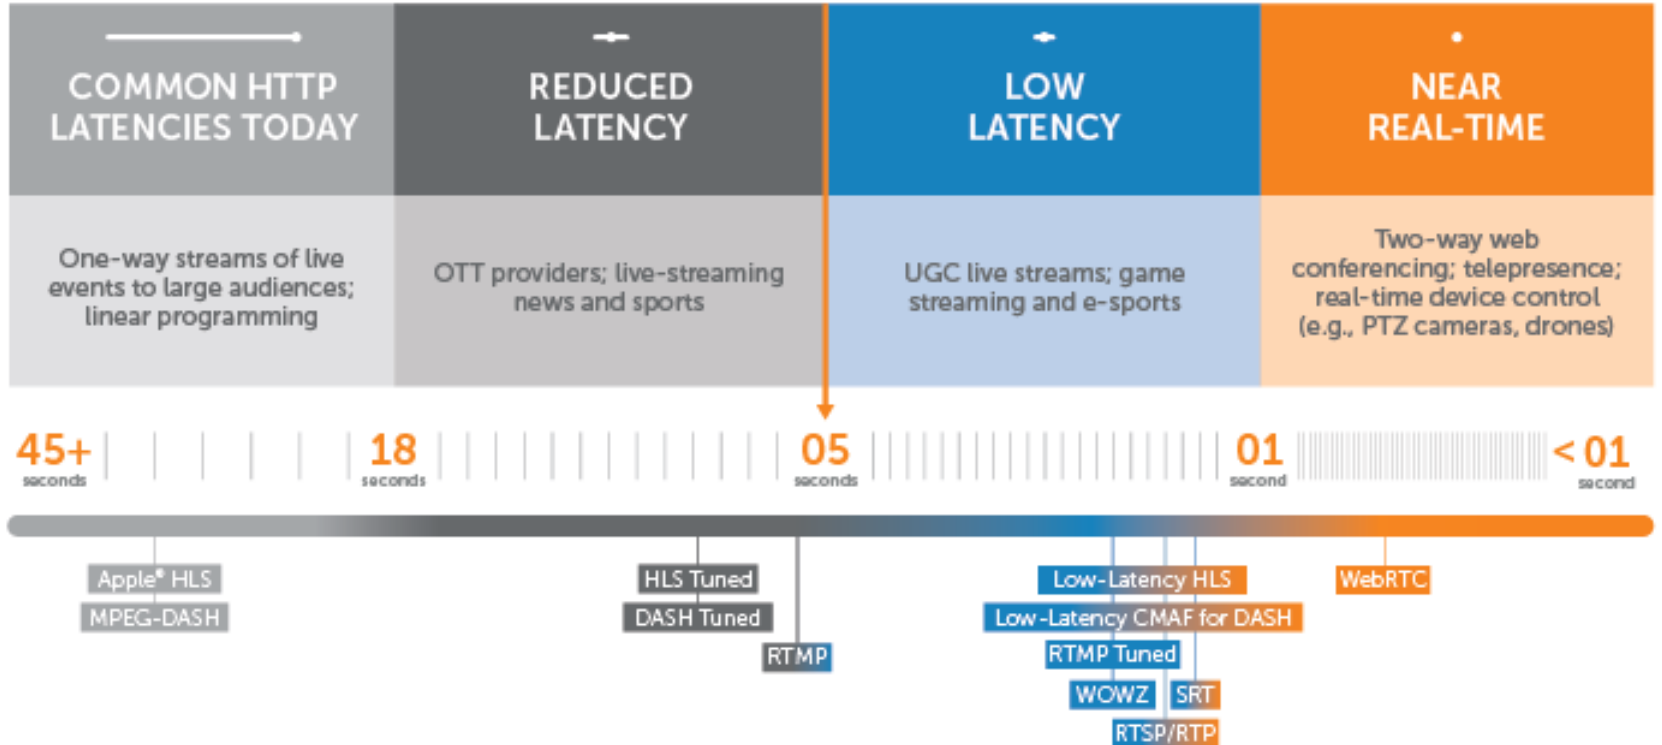 COMMON HTTP
LATENCIES TODAY
REDUCED
LATENCY
LOW
LATENCY
NEAR
REAL-TIME
One-way streams of live
events to large audiences;
linear programming
OTT providers; live-streaming
news and sports
UGC live streams; game
streaming and e-sports
Two-way web
conferencing; telepresence;
real-time device control
(e.g., PTZ cameras, drones)
45+
seconds
18
seconds
05
seconds
01
second
< 01
second
Apple® HLS
MPEG-DASH
HLS Tuned
DASH Tuned
RTMP
Low-Latency HLS
Low-Latency CMAF for DASH
RTMP Tuned
WOWZ
SRT
RTSP/RTP
WebRTC